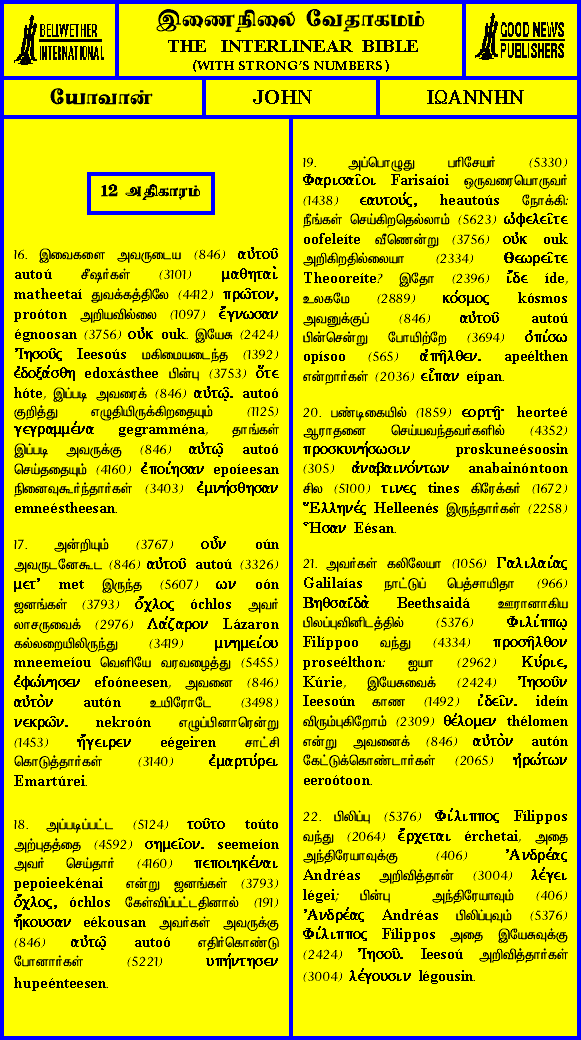 BELLWETHER
INTERNATIONAL
இணைநிலை வேதாகமம்
THE INTERLINEAR BIBLE
(WITH STRONG'S NUMBERS)
GOOD NEWS
PUBLISHERS
யோவான்
JOHN
ΙΩΑΝΝΗΝ
12 அதிகாரம்
16. இவைகளை அவருடைய (846) αὐτοῦ
autoú சீஷர்கள் (3101) μαθηταὶ
matheetaí துவக்கத்திலே (4412) πρῶτον,
proóton அறியவில்லை (1097) ἔγνωσαν
égnoosan (3756) οὐκ ouk. இயேசு (2424)
Ἰησοῦς Ieesoús மகிமையடைந்த (1392)
ἐδοξάσθη edoxásthee பின்பு (3753) ὅτε
hóte, இப்படி அவரைக் (846) αὐτῷ. autoó
குறித்து எழுதியிருக்கிறதையும் (1125)
γεγραμμένα gegramména, தாங்கள்
இப்படி அவருக்கு (846) αὐτῷ autoó
செய்ததையும் (4160) ἐποίησαν epoíeesan
நினைவுகூர்ந்தார்கள் (3403) ἐμνήσθησαν
emneéstheesan.
17. அன்றியும் (3767) οὖν oún
அவருடனேகூட (846) αὐτοῦ autoú (3326)
μετ' met இருந்த (5607) ων oón
ஜனங்கள் (3793) ὄχλος óchlos அவர்
லாசருவைக் (2976) Λάζαρον Lázaron
கல்லறையிலிருந்து (3419) μνημείου
mneemeíou வெளியே வரவழைத்து (5455)
ἐφώνησεν efoóneesen, அவனை (846)
αὐτὸν autón உயிரோடே (3498)
νεκρῶν. nekroón எழுப்பினாரென்று
(1453) ἤγειρεν eégeiren சாட்சி
கொடுத்தார்கள் (3140) ἐμαρτύρει
Emartúrei.
18. அப்படிப்பட்ட (5124) τοῦτο toúto
அற்புதத்தை (4592) σημεῖον. seemeíon
அவர் செய்தார் (4160) πεποιηκέναι
pepoieekénai என்று ஜனங்கள் (3793)
ὄχλος, óchlos கேள்விப்பட்டதினால் (191)
ἤκουσαν eékousan அவர்கள் அவருக்கு
(846) αὐτῷ autoó எதிர்கொண்டு
போனார்கள் (5221) υπήντησεν
hupeénteesen.
19. அப்பொழுது பரிசேயர் (5330)
Φαρισαῖοι Farisaíoi ஒருவரையொருவர்
(1438) εαυτούς, heautoús நோக்கி:
நீங்கள் செய்கிறதெல்லாம் (5623) ὠφελεῖτε
oofeleíte வீணென்று (3756) οὐκ ouk
அறிகிறதில்லையா (2334) Θεωρεῖτε
Theooreíte? இதோ (2396) ἴδε íde,
உலகமே (2889) κόσμος kósmos
அவனுக்குப் (846) αὐτοῦ autoú
பின்சென்று போயிற்றே (3694) ὀπίσω
opísoo (565) ἀπῆλθεν. apeélthen
என்றார்கள் (2036) εἶπαν eípan.
20. பண்டிகையில் (1859) εορτῇ· heorteé
ஆராதனை செய்யவந்தவர்களில் (4352)
προσκυνήσωσιν proskuneésoosin
(305) ἀναβαινόντων anabainóntoon
சில (5100) τινες tines கிரேக்கர் (1672)
Ἕλληνές Helleenés இருந்தார்கள் (2258)
Ἦσαν Eésan.
21. அவர்கள் கலிலேயா (1056) Γαλιλαίας
Galilaías நாட்டுப் பெத்சாயிதா (966)
Βηθσαϊδὰ Beethsaidá ஊரானாகிய
பிலப்புவினிடத்தில் (5376) Φιλίππῳ
Filíppoo வந்து (4334) προσῆλθον
proseélthon: ஐயா (2962) Κύριε,
Kúrie, இயேசுவைக் (2424) Ἰησοῦν
Ieesoún காண (1492) ἰδεῖν. ideín
விரும்புகிறோம் (2309) θέλομεν thélomen
என்று அவனைக் (846) αὐτὸν autón
கேட்டுக்கொண்டார்கள் (2065) ἠρώτων
eeroótoon.
22. பிலிப்பு (5376) Φίλιππος Fílippos
வந்து (2064) ἔρχεται érchetai, அதை
அந்திரேயாவுக்கு (406) Ἀνδρέας
Andréas அறிவித்தான் (3004) λέγει
légei; பின்பு அந்திரேயாவும் (406)
Ἀνδρέας Andréas பிலிப்புவும் (5376)
Φίλιππος Fílippos அதை இயேசுவுக்கு
(2424) Ἰησοῦ. Ieesoú அறிவித்தார்கள்
(3004) λέγουσιν légousin.